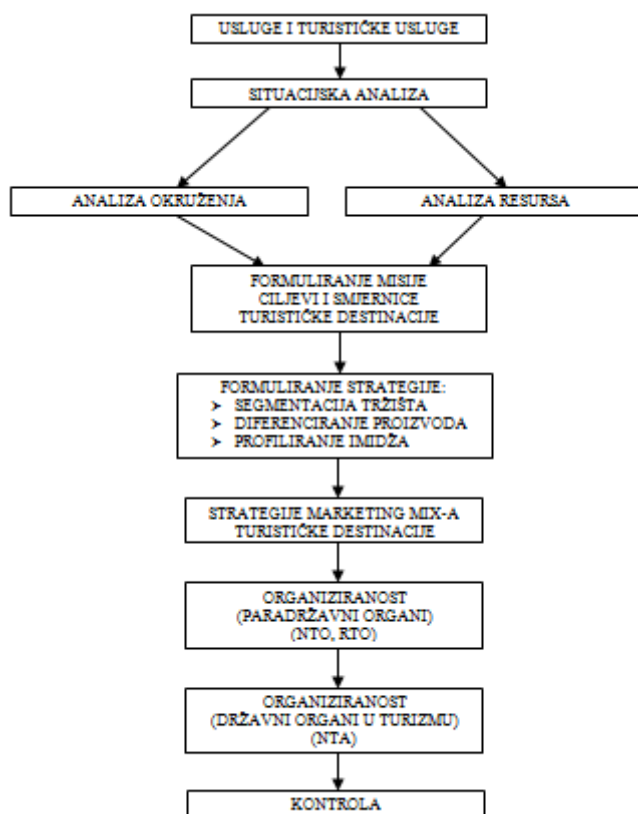 USLUGE I TURISTIČKE USLUGE
SITUACIJSKA ANALIZA
ANALIZA OKRUŽENJA
ANALIZA RESURSA
FORMULIRANJE MISIJE
CILJEVI I SMJERNICE
TURISTIČKE DESTINACIJE
FORMULIRANJE STRATEGIJE:
➢ SEGMENTACIJA TRŽIŠTA
➢ DIFERENCIRANJE PROIZVODA
➢ PROFILIRANJE IMIDŽA
STRATEGIJE MARKETING MIX-A
TURISTIČKE DESTINACIJE
ORGANIZIRANOST
(PARADRŽAVNI ORGANI)
(NTO, RTO)
ORGANIZIRANOST
(DRŽAVNI ORGANI U TURIZMU)
(NTA)
KONTROLA